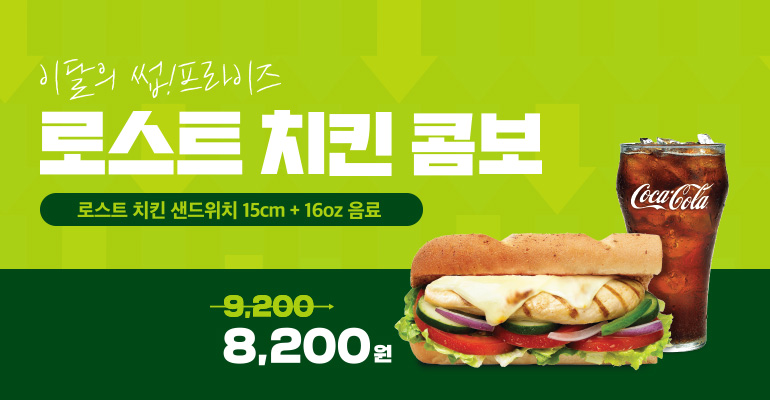 이달의 썹!프라이즈
로스트 치킨 콤보
로스트 치킨 샌드위치 15cm + 16oz 음료
Coca-Cola
9,200
8,200원